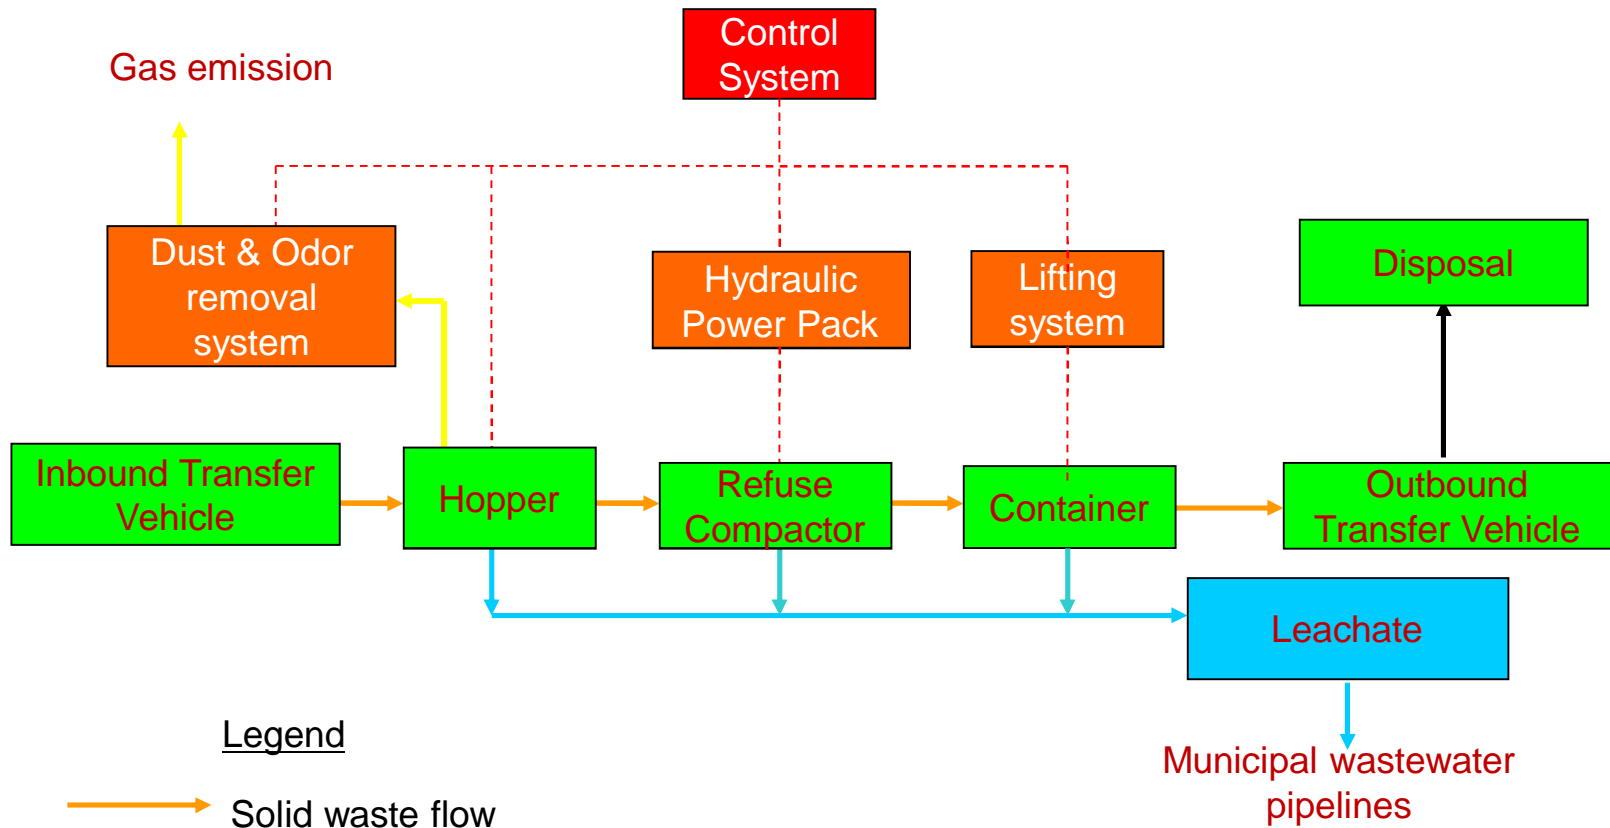 Control
System
Gas emission
Dust & Odor
removal
system
Hydraulic
Power Pack
Lifting
system
Disposal
Inbound Transfer
Vehicle
Hopper
Refuse
Compactor
Container
Outbound
Transfer Vehicle
Leachate
Municipal wastewater
pipelines
Legend
Solid waste flow